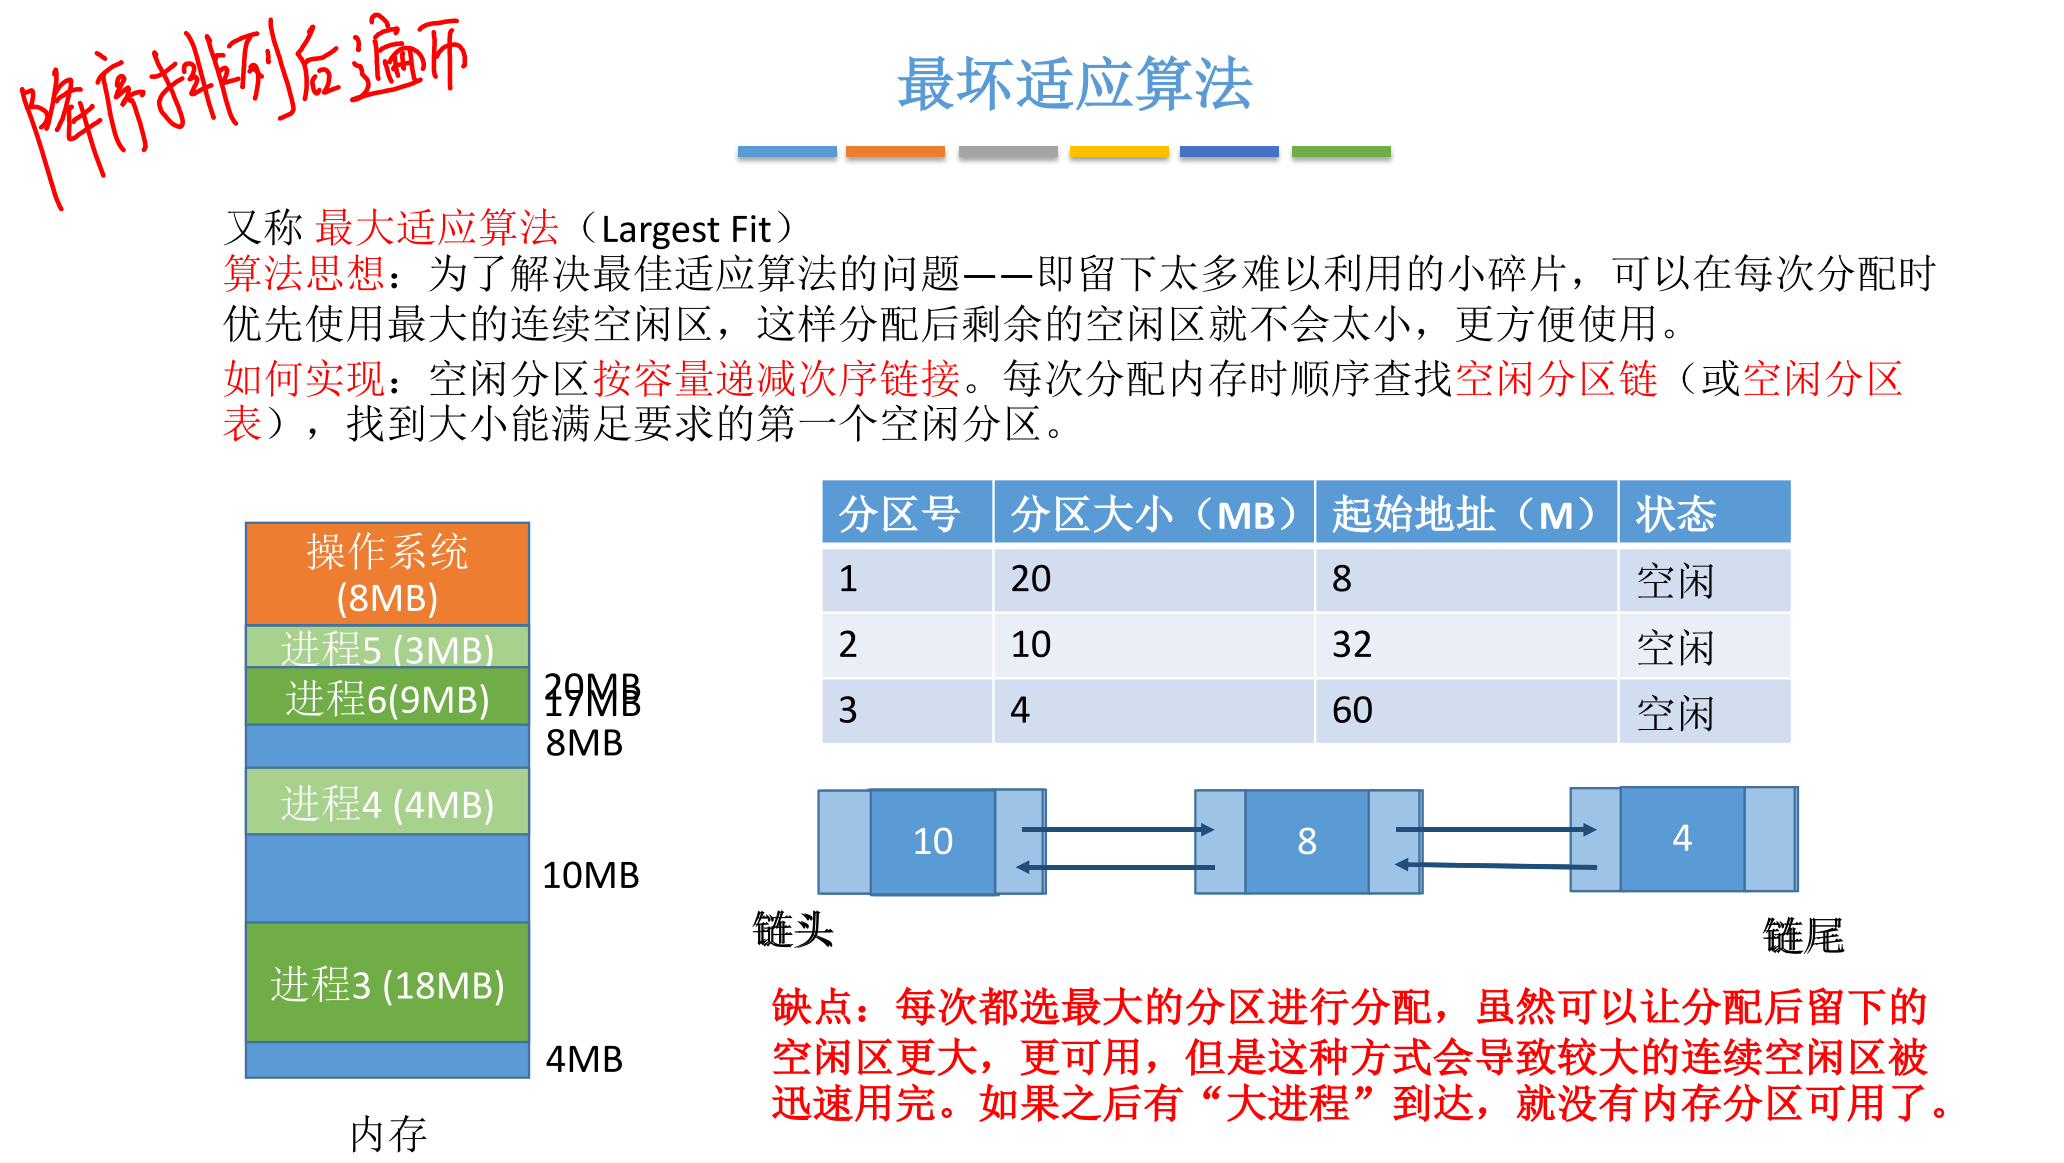 降序排列后遍历
最坏适应算法
又称 最大适应算法（Largest Fit）
算法思想：为了解决最佳适应算法的问题——即留下太多难以利用的小碎片，可以在每次分配时
优先使用最大的连续空闲区，这样分配后剩余的空闲区就不会太小，更方便使用。
如何实现：空闲分区按容量递减次序链接。每次分配内存时顺序查找空闲分区链（或空闲分区
表），找到大小能满足要求的第一个空闲分区。
操作系统
(8MB)
进程5 (3MB)
进程6(9MB)
20MB
17MB
8MB
进程4 (4MB)
10MB
进程3 (18MB)
4MB
内存
分区号 分区大小（MB） 起始地址（M） 状态
1 20 8 空闲
2 10 32 空闲
3 4 60 空闲
10 8 4
链头 链尾
缺点：每次都选最大的分区进行分配，虽然可以让分配后留下的
空闲区更大，更可用，但是这种方式会导致较大的连续空闲区被
迅速用完。如果之后有“大进程”到达，就没有内存分区可用了。